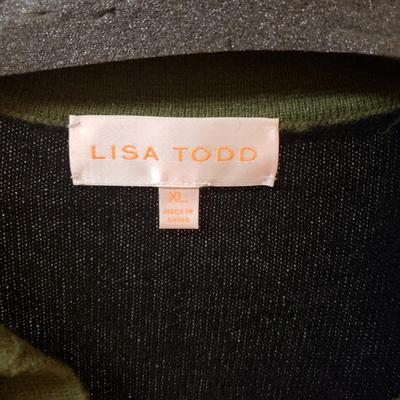 LISA TODD
XL
MADE IN
CHINA